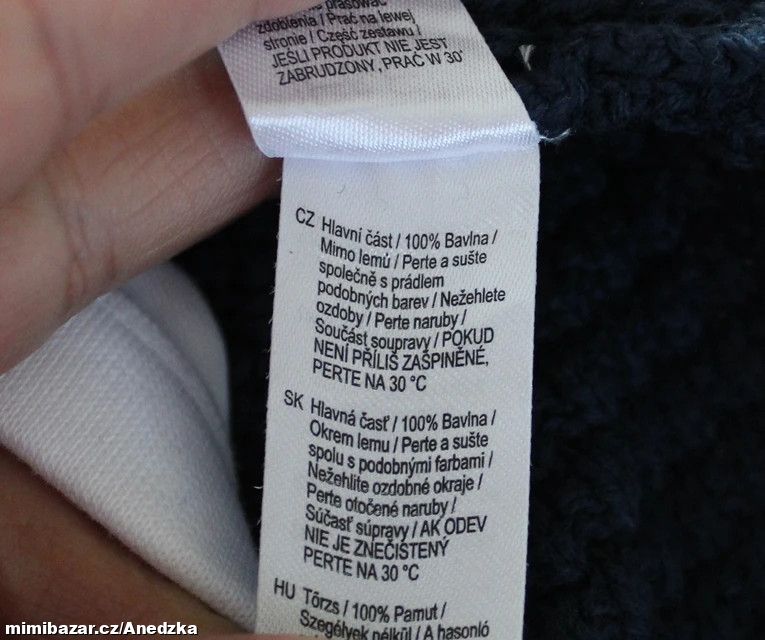 prasować
zdobienia / Prać na lewej
stronie / Część zestawu /
JEŚLI PRODUKT NIE JEST
ZABRUDZONY, PRAĆ W 30°
CZ Hlavní část / 100% Bavlna /
Mimo lemů / Perte a sušte
společně s prádlem
podobných barev / Nežehlete
ozdoby / Perte naruby /
Součást soupravy / POKUD
NENÍ PŘÍLIŠ ZAŠPINĚNÉ,
PERTE NA 30 °C
SK Hlavná časť / 100% Bavlna /
Okrem lemu / Perte a sušte
spolu s podobnými farbami /
Nežehlite ozdobné okraje /
Perte otočené naruby /
Súčasť súpravy / AK ODEV
NIE JE ZNEČISTENÝ
PERTE NA 30 °C
HU Törzs / 100% Pamut /
Szegélyek nélkül / A hasonló
mimibazar.cz/Anedzka